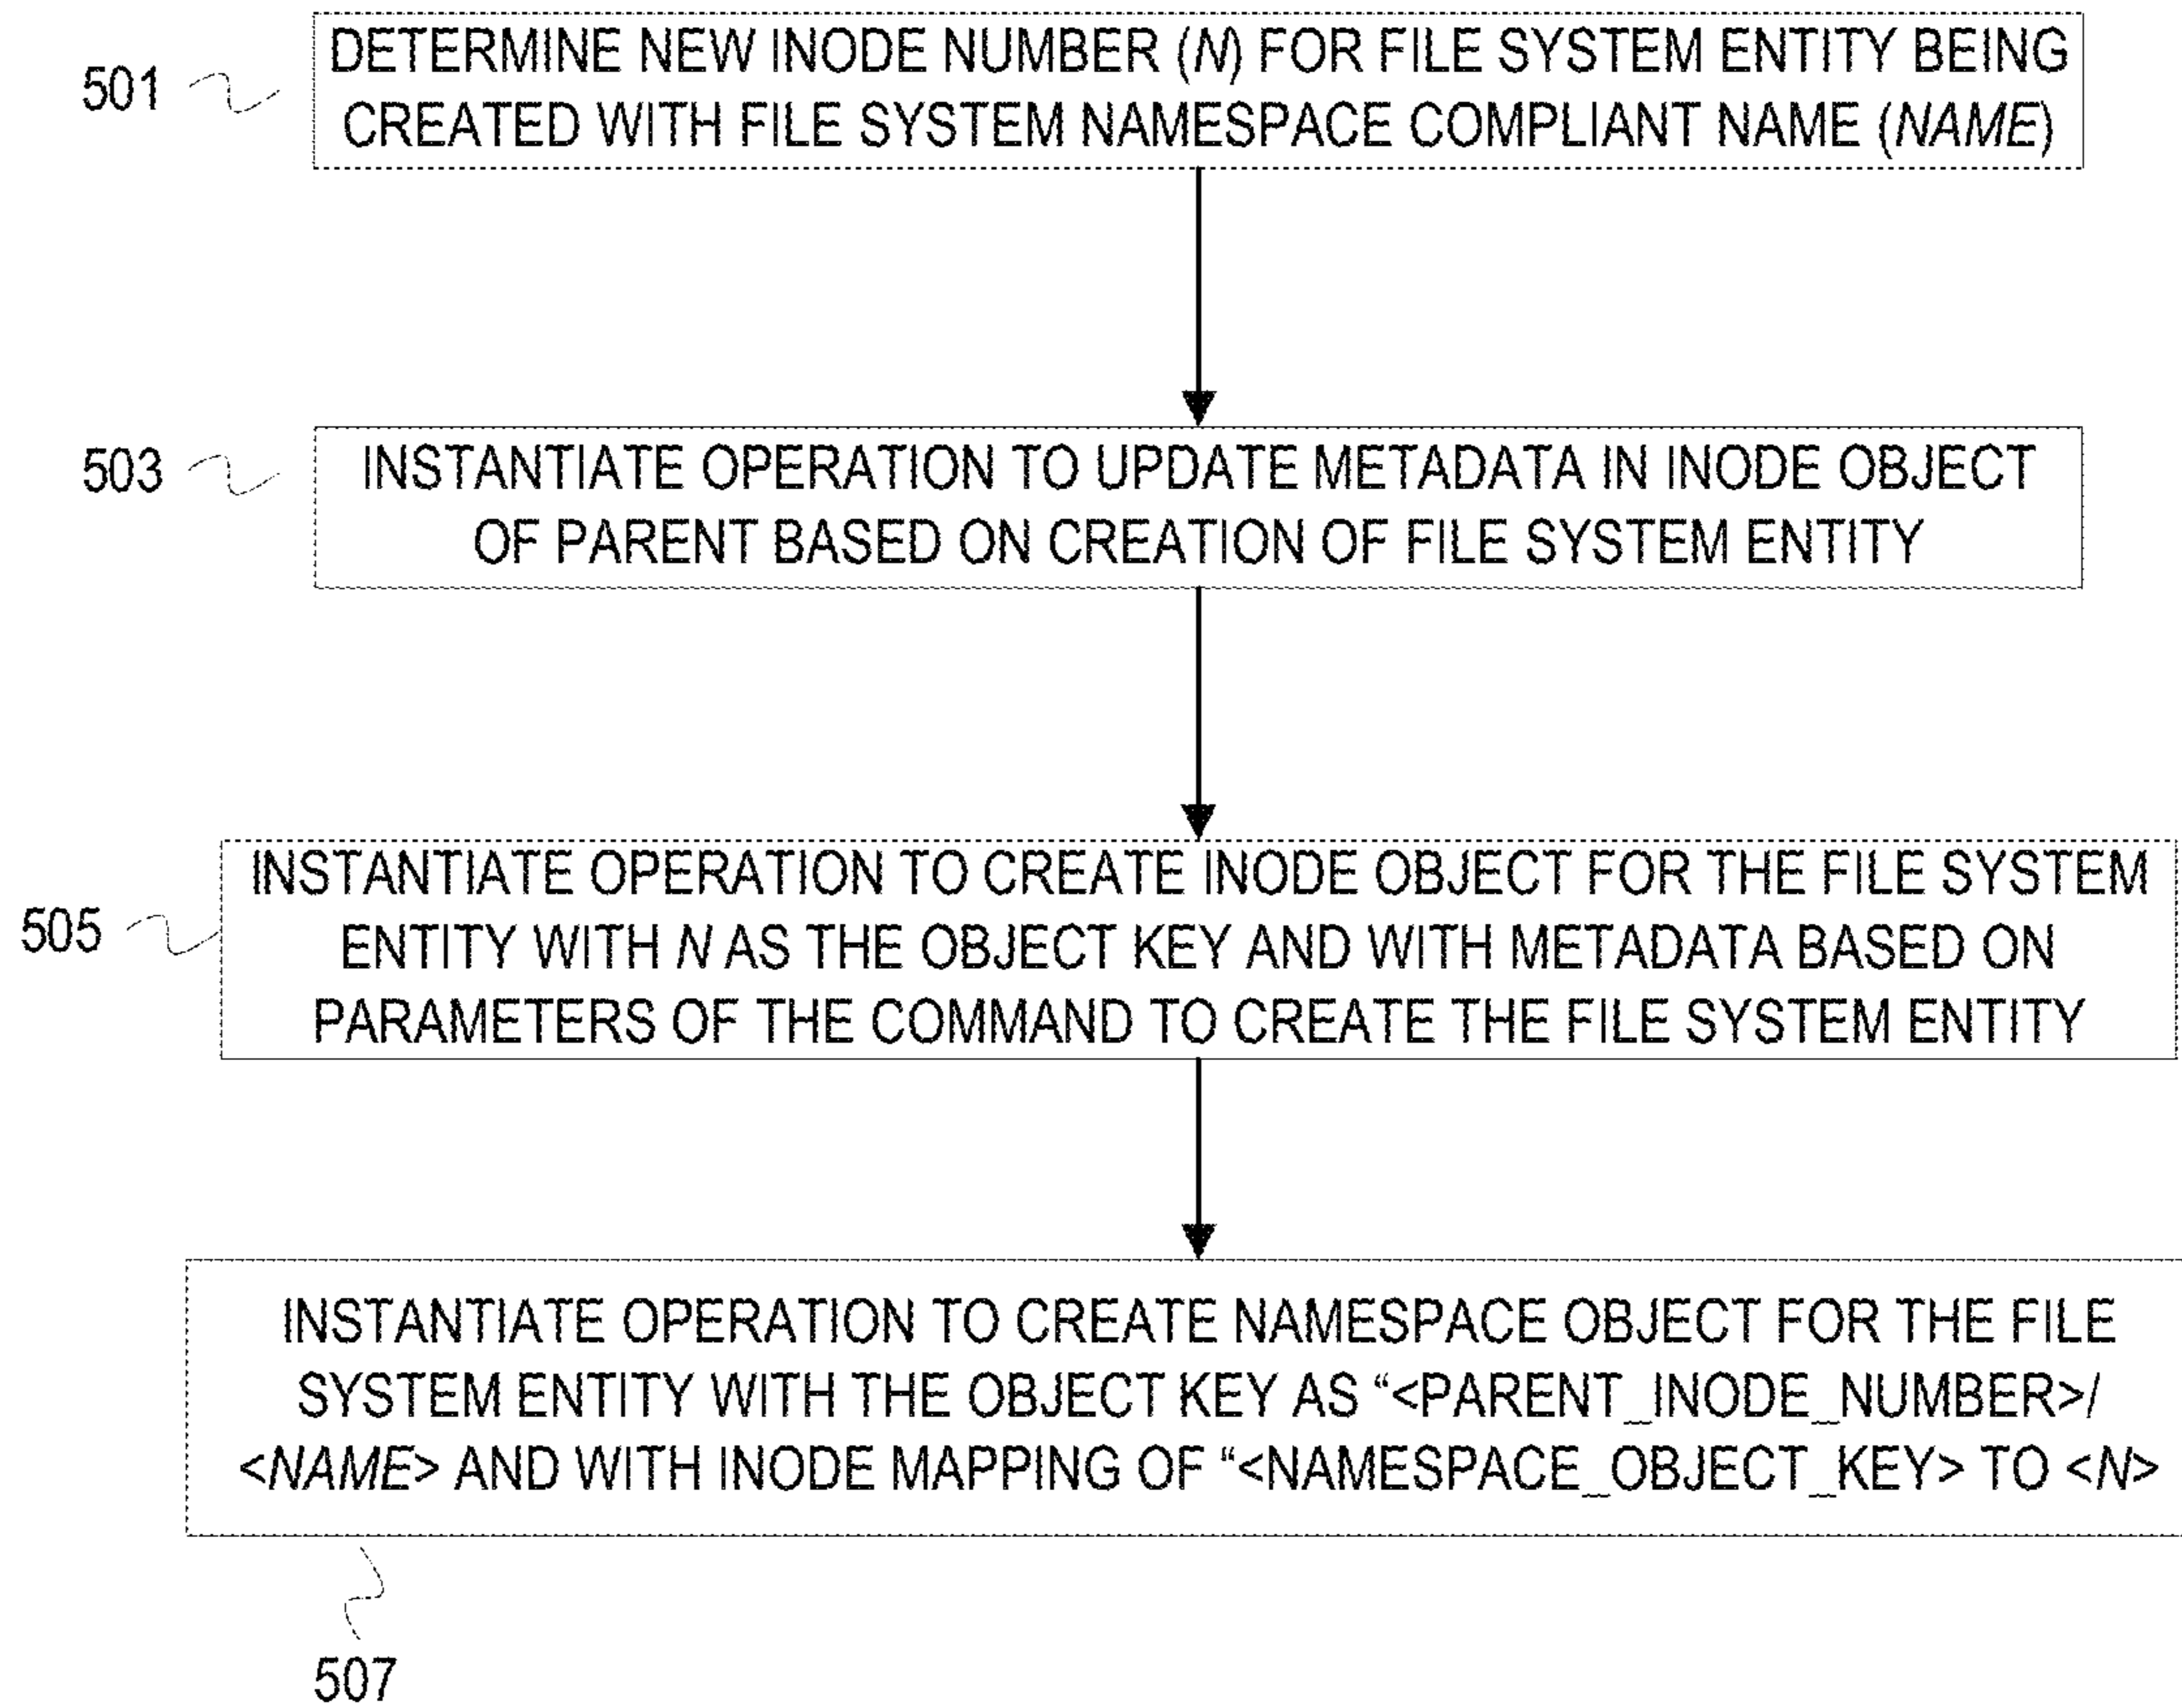 501
DETERMINE NEW INODE NUMBER (N) FOR FILE SYSTEM ENTITY BEING
CREATED WITH FILE SYSTEM NAMESPACE COMPLIANT NAME (NAME)
503
INSTANTIATE OPERATION TO UPDATE METADATA IN INODE OBJECT
OF PARENT BASED ON CREATION OF FILE SYSTEM ENTITY
505
INSTANTIATE OPERATION TO CREATE INODE OBJECT FOR THE FILE SYSTEM
ENTITY WITH N AS THE OBJECT KEY AND WITH METADATA BASED ON
PARAMETERS OF THE COMMAND TO CREATE THE FILE SYSTEM ENTITY
INSTANTIATE OPERATION TO CREATE NAMESPACE OBJECT FOR THE FILE
SYSTEM ENTITY WITH THE OBJECT KEY AS “<PARENT_INODE_NUMBER>/
<NAME> AND WITH INODE MAPPING OF “<NAMESPACE_OBJECT_KEY> TO <N>
507